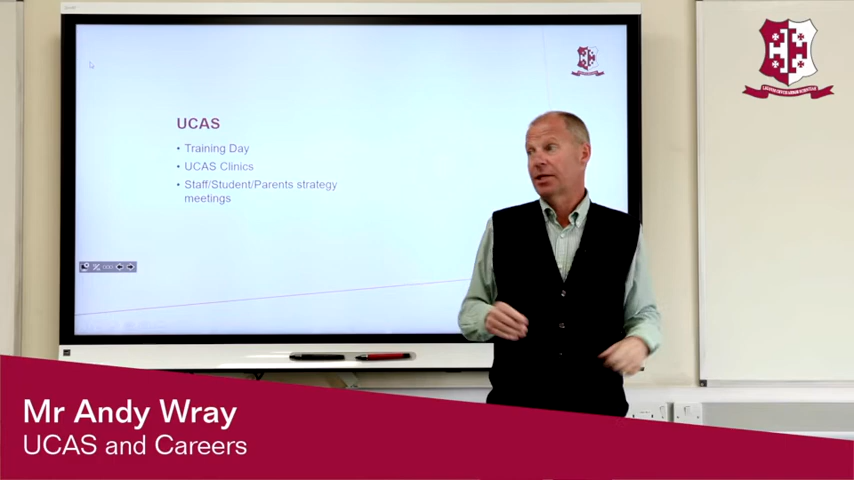 UCAS
• Training Day
• UCAS Clinics
• Staff/Student/Parents strategy
meetings
Mr Andy Wray
UCAS and Careers